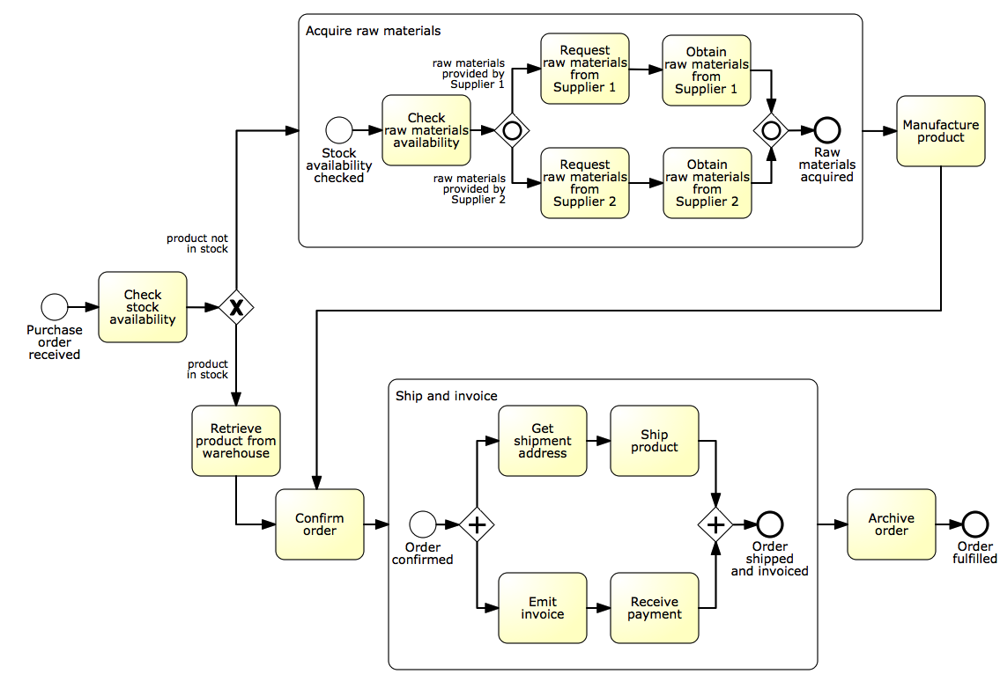 Acquire raw materials
raw materials
provided by
Supplier 1
Request
raw materials
from
Supplier 1
Obtain
raw materials
from
Supplier 1
Check
raw materials
availability
Stock
availability
checked
Raw
materials
acquired
Manufacture
product
raw materials
provided by
Supplier 2
Request
raw materials
from
Supplier 2
Obtain
raw materials
from
Supplier 2
product not
in stock
Purchase
order
received
Check
stock
availability
X
product
in stock
Retrieve
product from
warehouse
Confirm
order
Ship and invoice
Get
shipment
address
Ship
product
Order
confirmed
Order
shipped
and invoiced
Emit
invoice
Receive
payment
Archive
order
Order
fulfilled